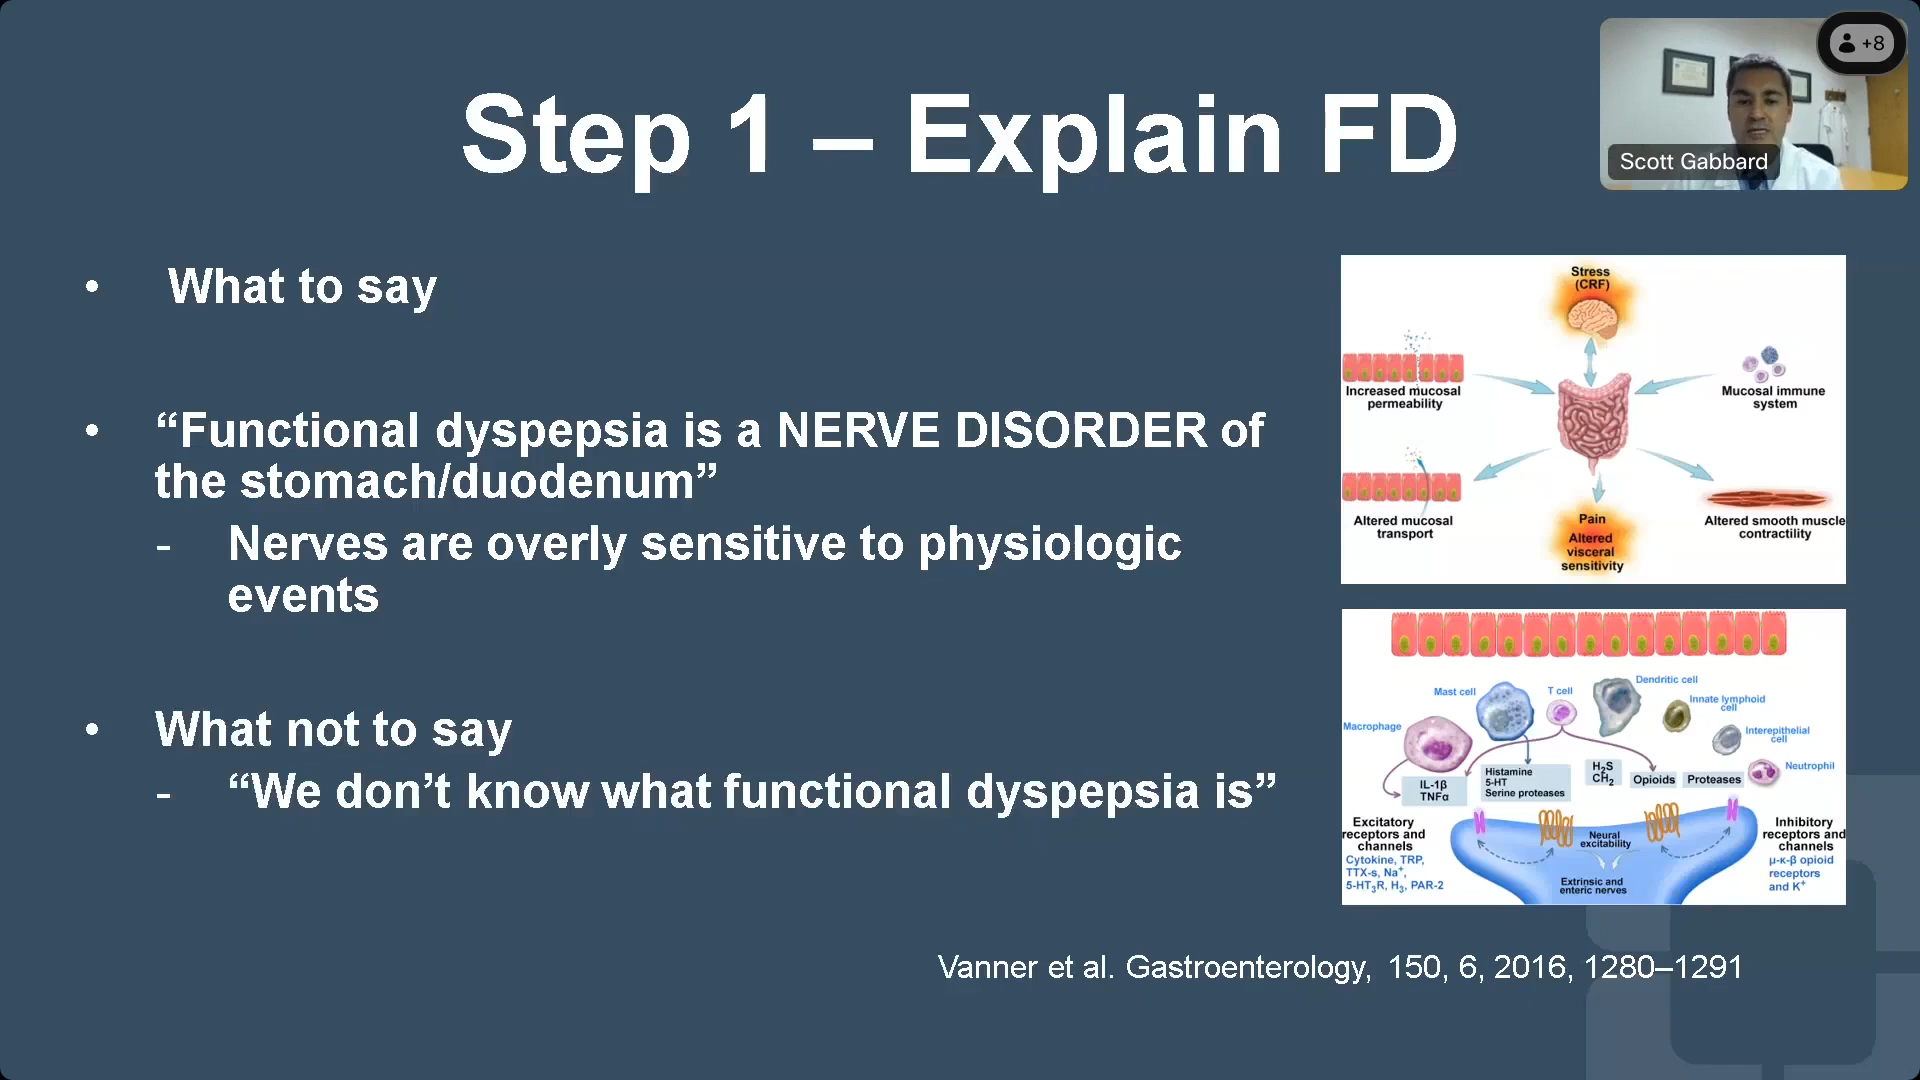 Step 1 – Explain FD
+8
Scott Gabbard
• What to say
• “Functional dyspepsia is a NERVE DISORDER of
the stomach/duodenum”
- Nerves are overly sensitive to physiologic
events
• What not to say
- “We don’t know what functional dyspepsia is”
Stress
(CRF)
Increased mucosal
permeability
Mucosal immune
system
Altered mucosal
transport
Pain
Altered
visceral
sensitivity
Altered smooth muscle
contractility
Mast cell
T cell
Dendritic cell
Innate lymphoid
cell
Macrophage
Interepithelial
cell
Neutrophil
IL-1β
TNFα
Histamine
5-HT
Serine proteases
H₂S
CH₂
Opioids
Proteases
Excitatory
receptors and
channels
Cytokine, TRP,
TTX-s, Na⁺,
5-HT₃R, H₃, PAR-2
Neural
excitability
Extrinsic and
enteric nerves
Inhibitory
receptors and
channels
μ-κ-β opioid
receptors
and K⁺
Vanner et al. Gastroenterology, 150, 6, 2016, 1280–1291